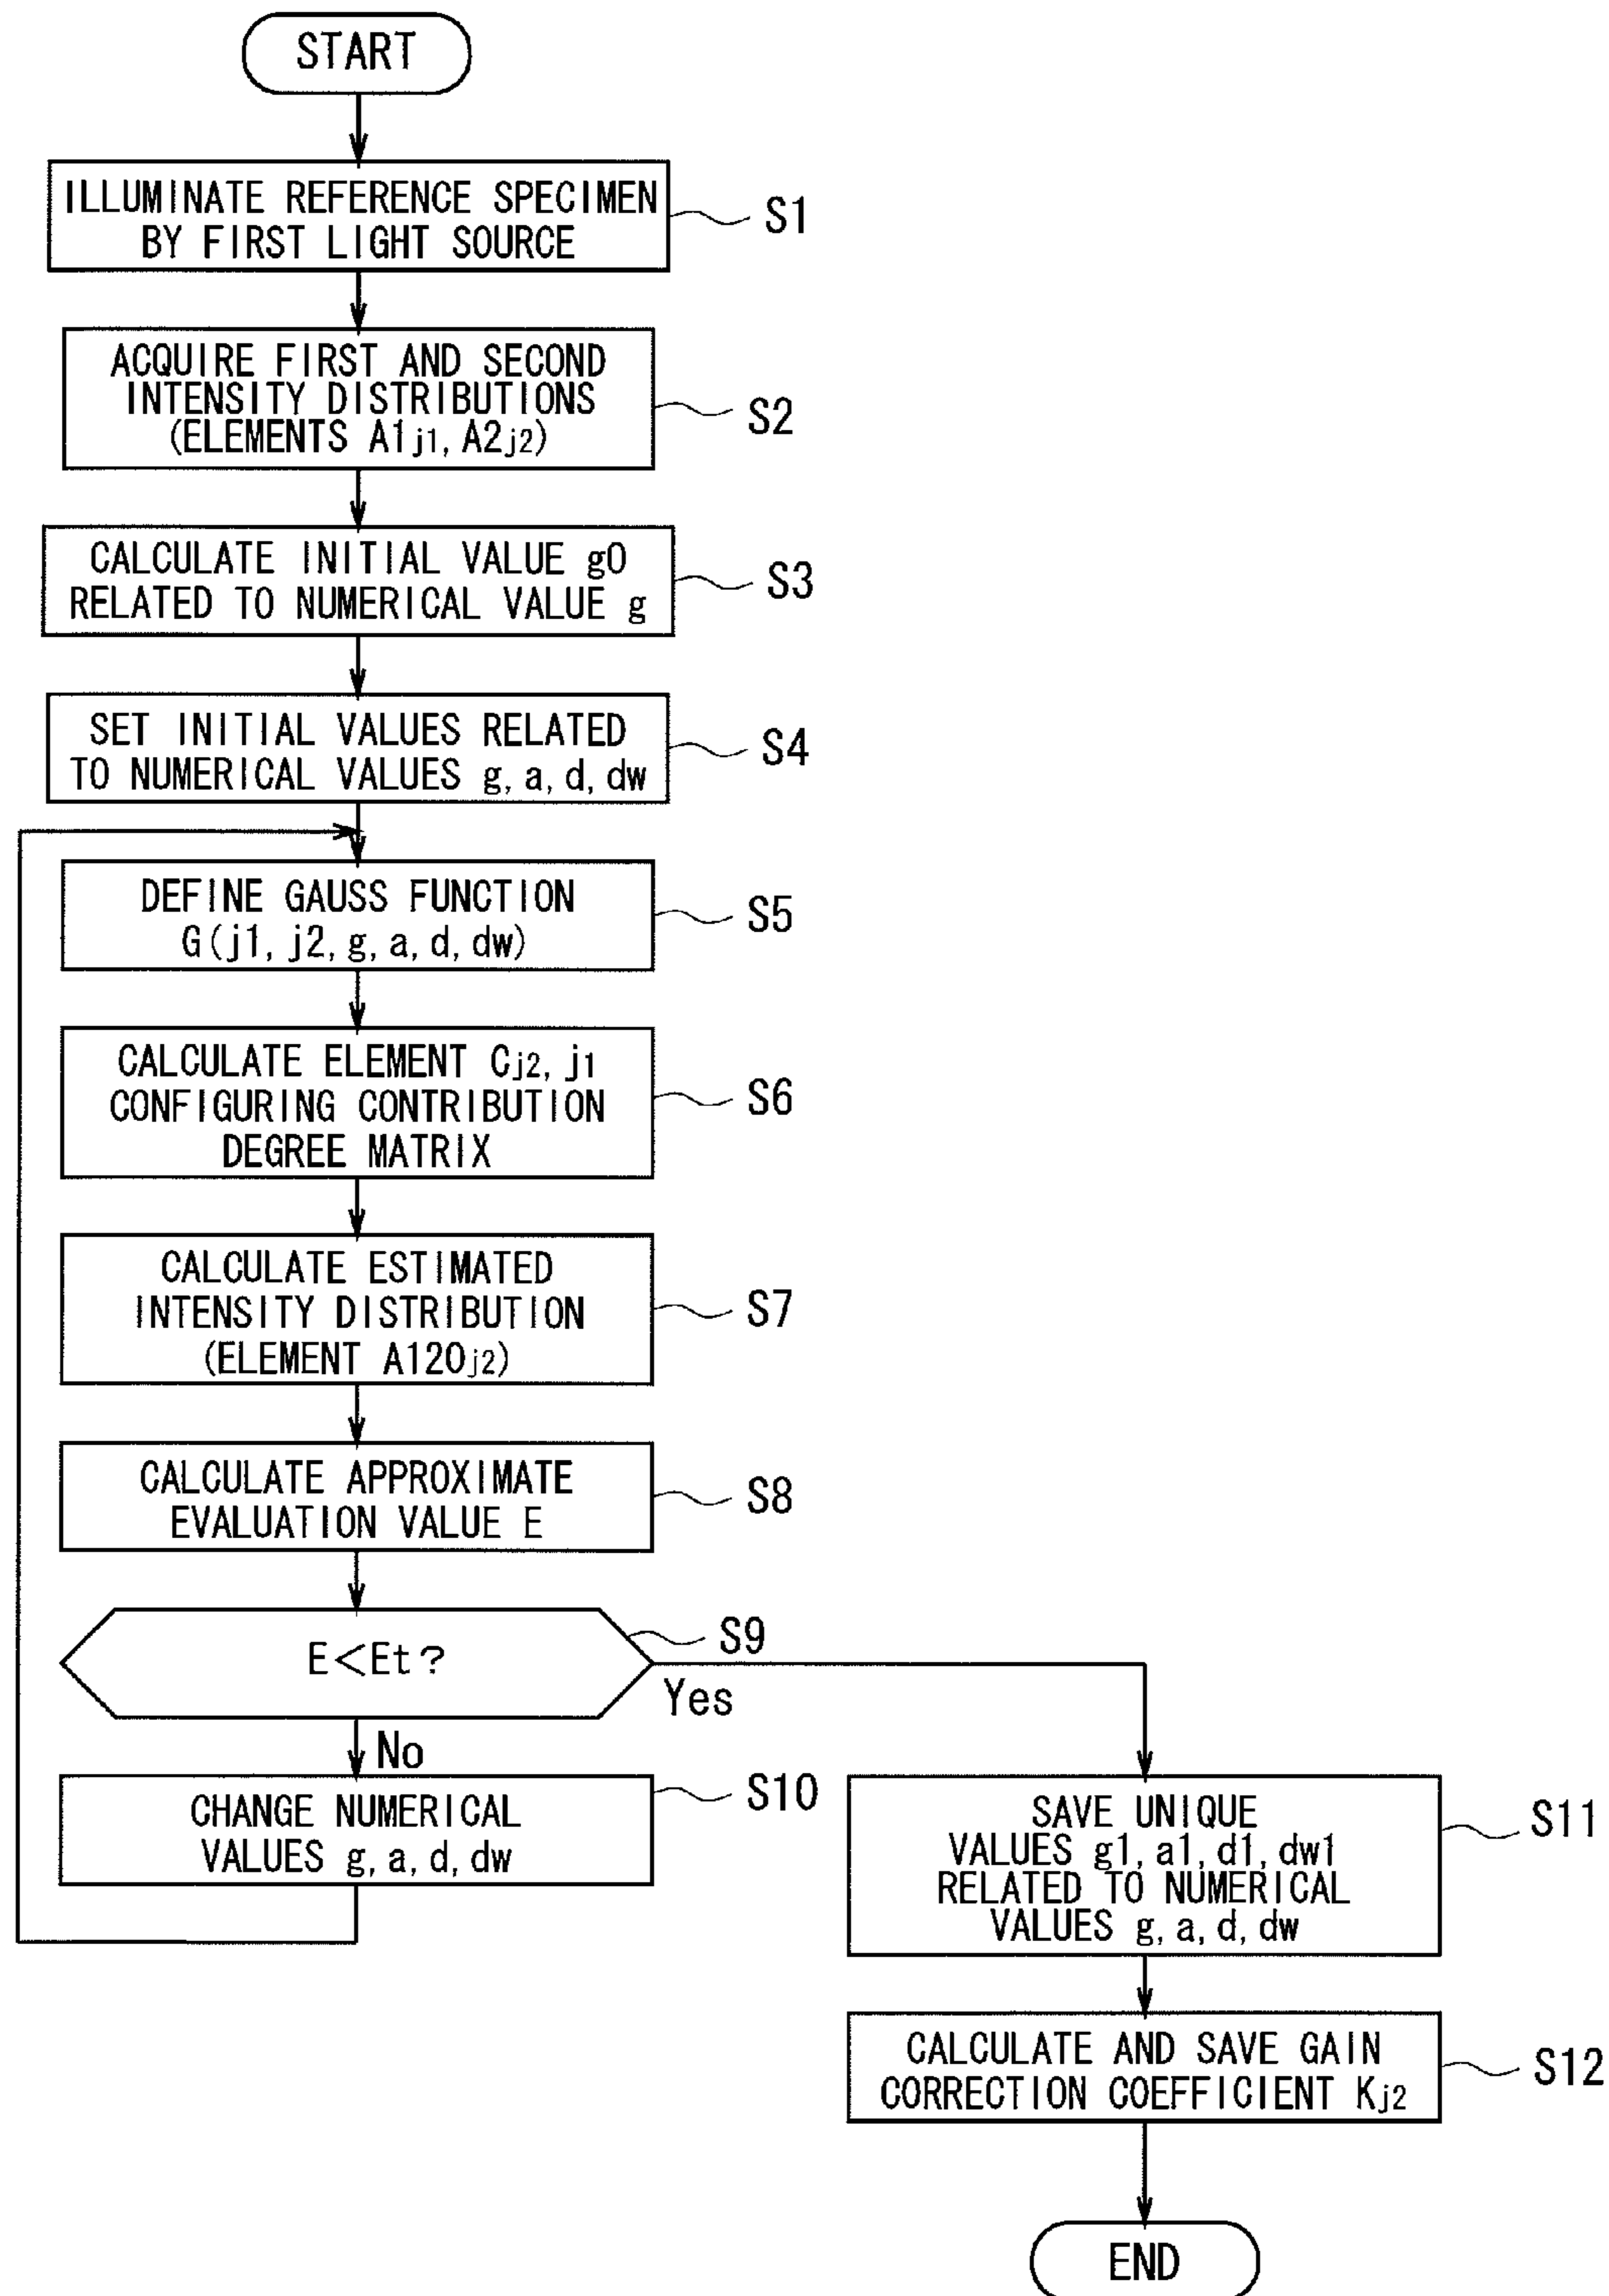 START
ILLUMINATE REFERENCE SPECIMEN
BY FIRST LIGHT SOURCE
S1
ACQUIRE FIRST AND SECOND
INTENSITY DISTRIBUTIONS
(ELEMENTS A1j1, A2j2)
S2
CALCULATE INITIAL VALUE g0
RELATED TO NUMERICAL VALUE g
S3
SET INITIAL VALUES RELATED
TO NUMERICAL VALUES g, a, d, dw
S4
DEFINE GAUSS FUNCTION
G(j1, j2, g, a, d, dw)
S5
CALCULATE ELEMENT Cj2, j1
CONFIGURING CONTRIBUTION
DEGREE MATRIX
S6
CALCULATE ESTIMATED
INTENSITY DISTRIBUTION
(ELEMENT A120j2)
S7
CALCULATE APPROXIMATE
EVALUATION VALUE E
S8
E<Et?
S9
Yes
No
CHANGE NUMERICAL
VALUES g, a, d, dw
S10
SAVE UNIQUE
VALUES g1, a1, d1, dw1
RELATED TO NUMERICAL
VALUES g, a, d, dw
S11
CALCULATE AND SAVE GAIN
CORRECTION COEFFICIENT Kj2
S12
END